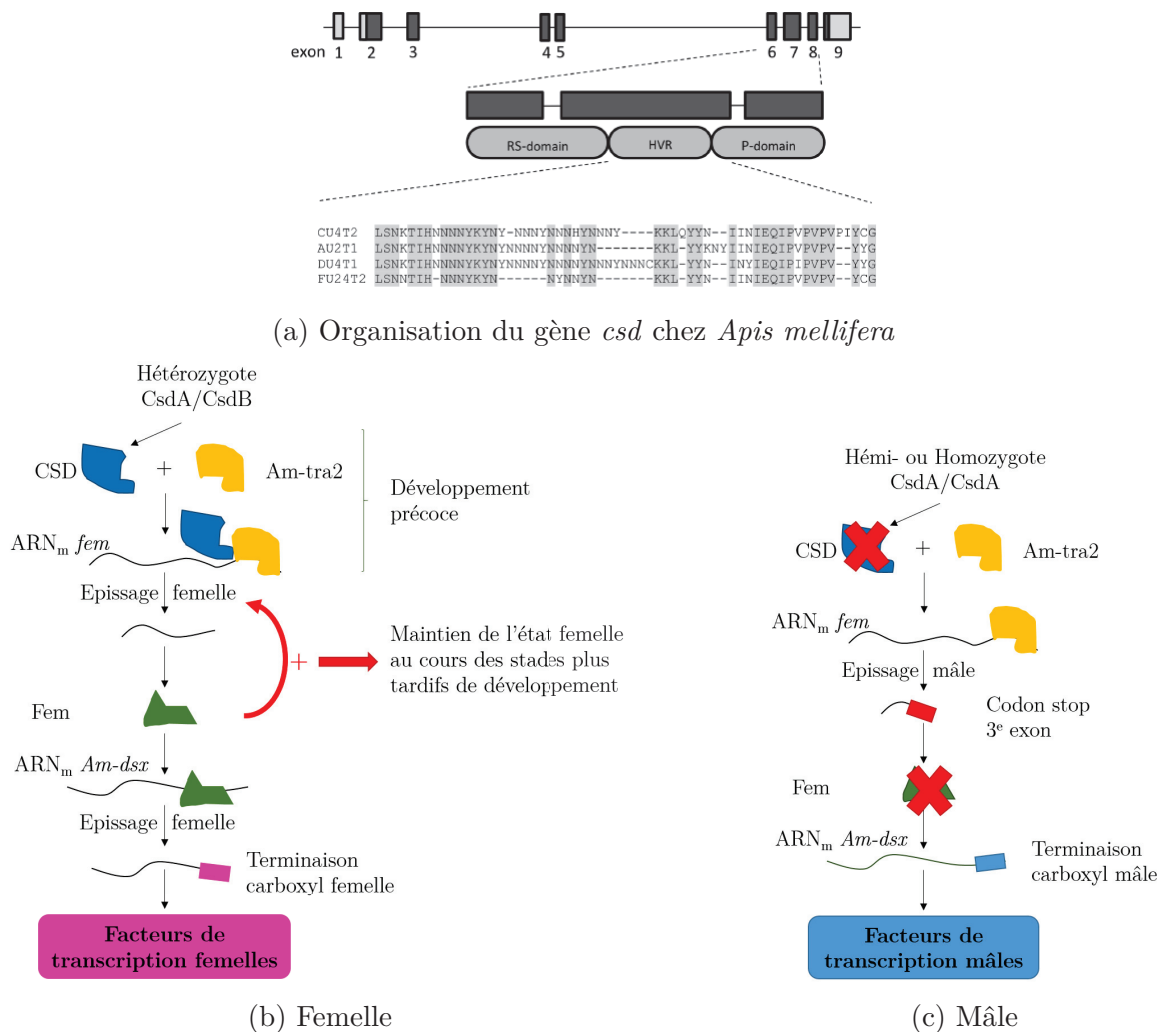 exon 1 2 3 4 5 6 7 8 9
RS-domain HVR P-domain
CU4T2 LSNKTIHNNNNYKYNY-NNNYNNNHYNNNY----KKLQYYN--IINIEQIPVPVPVPIYCG
AU2T1 LSNKTIHNNNNYKYNYNNNNYNNNNYN-------KKL-YYKNYIINIEQIPVPVPV--YYG
DU4T1 LSNKTIHNNNNYKYNYNNNNYNNNNYNNNYNNNCKKL-YYN--INYIEQIPIPVPV--YYG
FU24T2 LSNNTIH-NNNNYKYN------NYNNYN------KKL-YYN--IINIEQIPVPVPV--YCG
(a) Organisation du gène csd chez Apis mellifera
Hétérozygote
CsdA/CsdB
CSD + Am-tra2
Développement
précoce
ARNm fem
Epissage femelle
+
Maintien de l'état femelle
au cours des stades plus
tardifs de développement
Fem
ARNm Am-dsx
Epissage femelle
Terminaison
carboxyl femelle
Facteurs de
transcription femelles
(b) Femelle
Hémi- ou Homozygote
CsdA/CsdA
CSD + Am-tra2
ARNm fem
Epissage mâle
Codon stop
3e exon
Fem
ARNm Am-dsx
Terminaison
carboxyl mâle
Facteurs de
transcription mâles
(c) Mâle